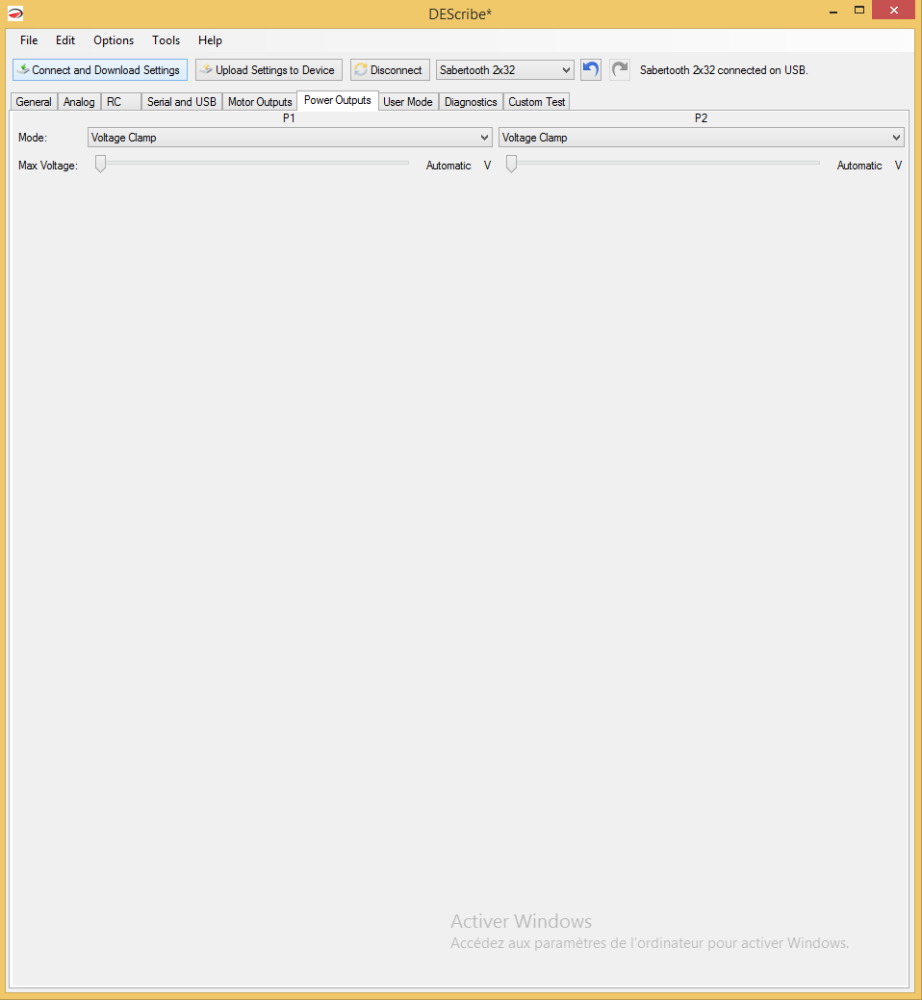 DEScribe*
File Edit Options Tools Help
Connect and Download Settings Upload Settings to Device Disconnect Sabertooth 2x32 Sabertooth 2x32 connected on USB.
General Analog RC Serial and USB Motor Outputs Power Outputs User Mode Diagnostics Custom Test
P1 P2
Mode: Voltage Clamp Voltage Clamp
Max Voltage: Automatic V Automatic V
Activer Windows
Accédez aux paramètres de l'ordinateur pour activer Windows.